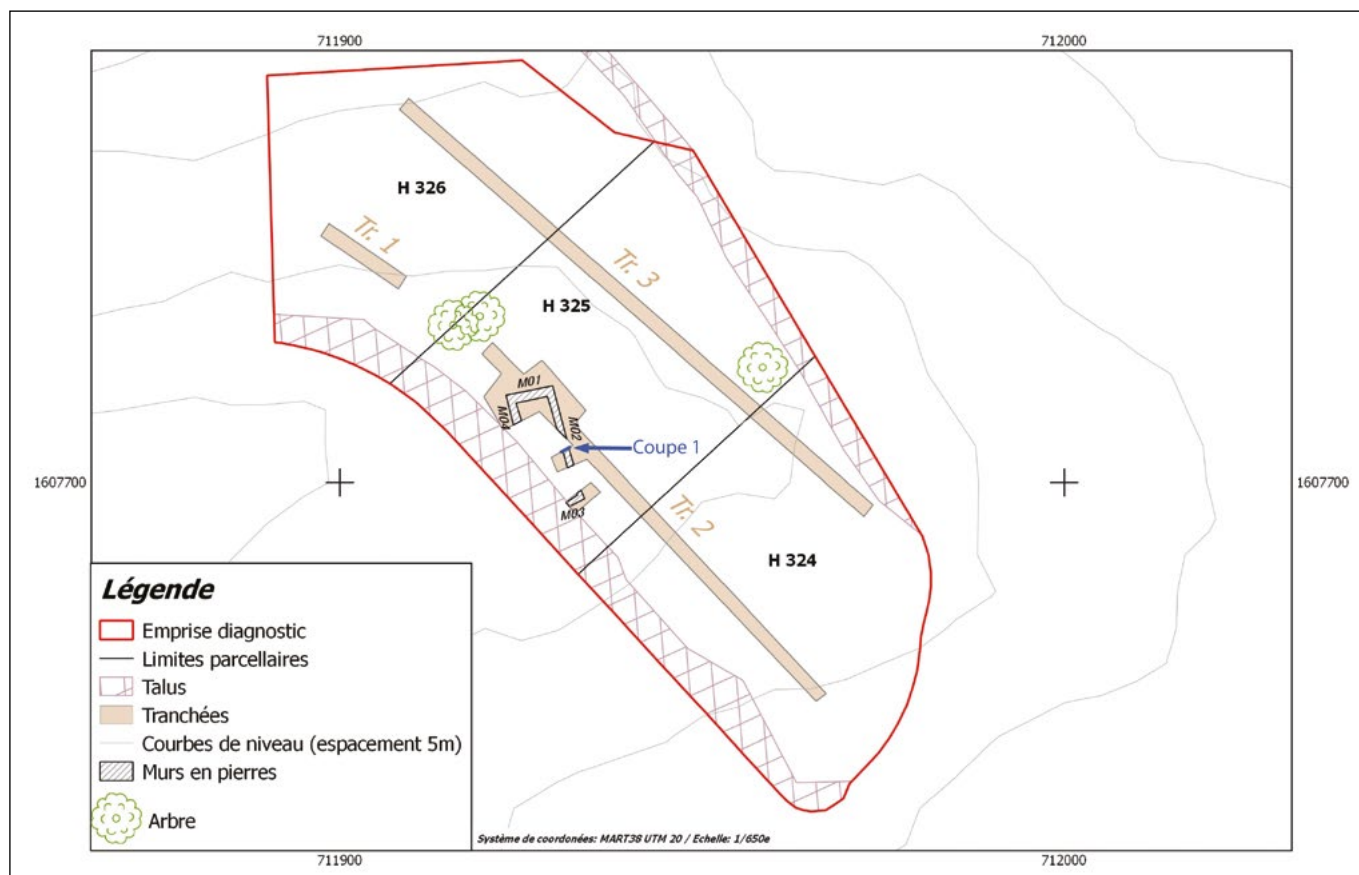 711900
712000
H 326
Tr. 1
Tr. 3
H 325
M01
M04
M02
Coupe 1
1607700
1607700
M03
Tr. 2
H 324
Légende
Emprise diagnostic
Limites parcellaires
Talus
Tranchées
Courbes de niveau (espacement 5m)
Murs en pierres
Arbre
Système de coordonées: MART38 UTM 20 / Echelle: 1/650e
711900
712000